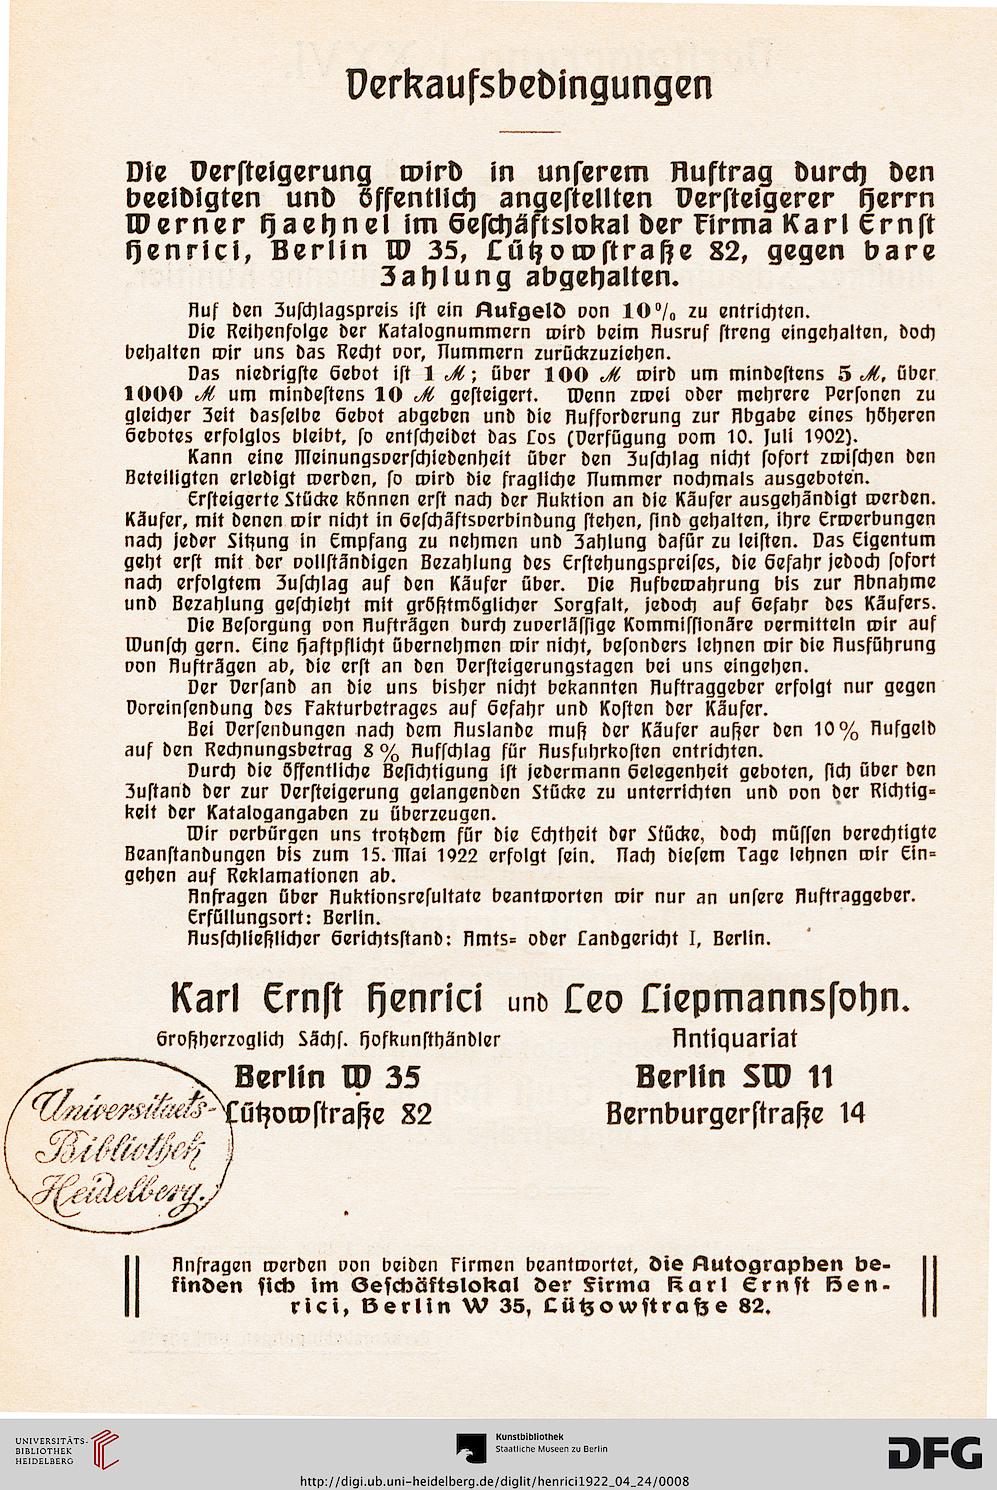 Verkaufsbedingungen
Die Versteigerung wird in unserem Auftrag durch den
beeidigten und öffentlich angestellten Versteigerer Herrn
Werner Haehnel im Geschäftslokal der Firma Karl Ernst
Henrici, Berlin W 35, Lützowstraße 82, gegen bare
Zahlung abgehalten.
Auf den Zuschlagspreis ist ein Aufgeld von 10% zu entrichten.
Die Reihenfolge der Katalognummern wird beim Ausruf streng eingehalten, doch
behalten wir uns das Recht vor, Nummern zurückzuziehen.
Das niedrigste Gebot ist 1 ℳ; über 100 ℳ wird um mindestens 5 ℳ, über
1000 ℳ um mindestens 10 ℳ gesteigert. Wenn zwei oder mehrere Personen zu
gleicher Zeit dasselbe Gebot abgeben und die Aufforderung zur Abgabe eines höheren
Gebotes erfolglos bleibt, so entscheidet das Los (Verfügung vom 10. Juli 1902).
Kann eine Meinungsverschiedenheit über den Zuschlag nicht sofort zwischen den
Beteiligten erledigt werden, so wird die fragliche Nummer nochmals ausgeboten.
Ersteigerte Stücke können erst nach der Auktion an die Käufer ausgehändigt werden.
Käufer, mit denen wir nicht in Geschäftsverbindung stehen, sind gehalten, ihre Erwerbungen
nach jeder Sitzung in Empfang zu nehmen und Zahlung dafür zu leisten. Das Eigentum
geht erst mit der vollständigen Bezahlung des Erstehungspreises, die Gefahr jedoch sofort
nach erfolgtem Zuschlag auf den Käufer über. Die Aufbewahrung bis zur Abnahme
und Bezahlung geschieht mit größtmöglicher Sorgfalt, jedoch auf Gefahr des Käufers.
Die Besorgung von Aufträgen durch zuverlässige Kommissionäre vermitteln wir auf
Wunsch gern. Eine Haftpflicht übernehmen wir nicht, besonders lehnen wir die Ausführung
von Aufträgen ab, die erst an den Versteigerungstagen bei uns eingehen.
Der Versand an die uns bisher nicht bekannten Auftraggeber erfolgt nur gegen
Voreinsendung des Fakturbetrages auf Gefahr und Kosten der Käufer.
Bei Versendungen nach dem Auslande muß der Käufer außer den 10% Aufgeld
auf den Rechnungsbetrag 8% Aufschlag für Ausfuhrkosten entrichten.
Durch die öffentliche Besichtigung ist jedermann Gelegenheit geboten, sich über den
Zustand der zur Versteigerung gelangenden Stücke zu unterrichten und von der Richtig-
keit der Katalogangaben zu überzeugen.
Wir verbürgen uns trotzdem für die Echtheit der Stücke, doch müssen berechtigte
Beanstandungen bis zum 15. Mai 1922 erfolgt sein. Nach diesem Tage lehnen wir Ein-
gehen auf Reklamationen ab.
Anfragen über Auktionsresultate beantworten wir nur an unsere Auftraggeber.
Erfüllungsort: Berlin.
Ausschließlicher Gerichtsstand: Amts- oder Landgericht I, Berlin.
Karl Ernst Henrici und Leo Liepmannssohn.
Großherzoglich Sächs. Hofkunsthändler
Antiquariat
Berlin W 35
Berlin SW 11
Lützowstraße 82
Bernburgerstraße 14
Universitaets-
Bibliothek
Heidelberg.
Anfragen werden von beiden Firmen beantwortet, die Autographen be-
finden sich im Geschäftslokal der Firma Karl Ernst Hen-
rici, Berlin W 35, Lützowstraße 82.
UNIVERSITÄTS-
BIBLIOTHEK
HEIDELBERG
Kunstbibliothek
Staatliche Museen zu Berlin
DFG
http://digi.ub.uni-heidelberg.de/diglit/henrici1922_04_24/0008